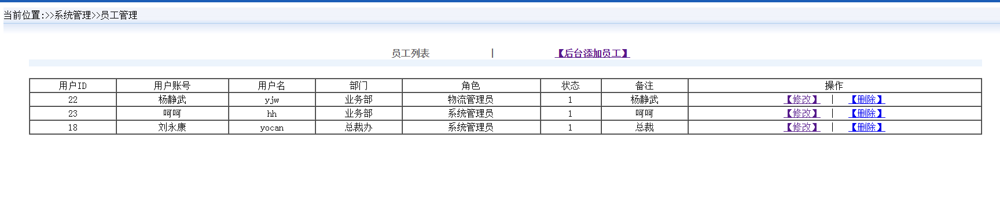 当前位置:>>系统管理>>员工管理
员工列表 | 【后台添加员工】
用户ID 用户账号 用户名 部门 角色 状态 备注 操作
22 杨静武 yjw 业务部 物流管理员 1 杨静武 【修改】 | 【删除】
23 呵呵 hh 业务部 系统管理员 1 呵呵 【修改】 | 【删除】
18 刘永康 yocan 总裁办 系统管理员 1 总裁 【修改】 | 【删除】